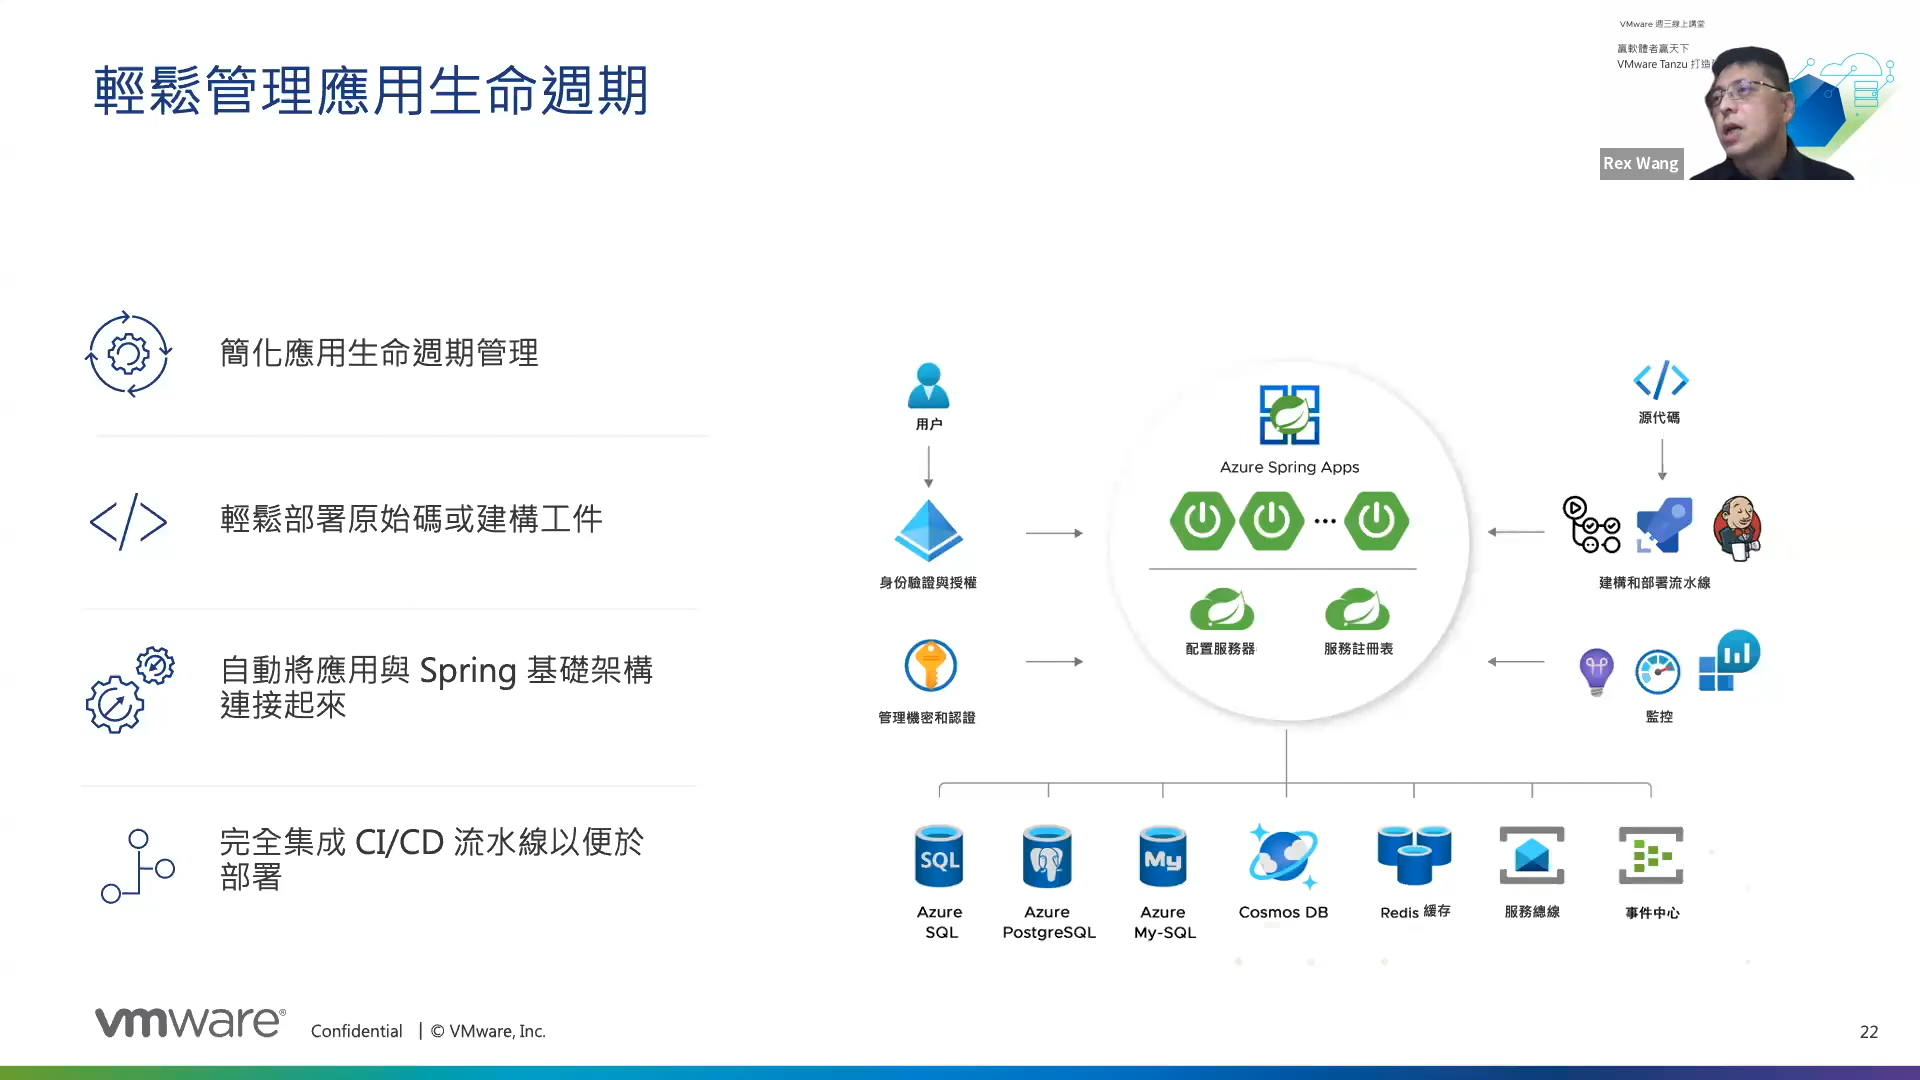 輕鬆管理應用生命週期
VMware 週三線上講堂
贏軟體者贏天下
VMware Tanzu 打造
Rex Wang
簡化應用生命週期管理
輕鬆部署原始碼或建構工件
自動將應用與 Spring 基礎架構
連接起來
完全集成 CI/CD 流水線以便於
部署
用户
身份驗證與授權
管理機密和認證
Azure Spring Apps
配置服務器
服務註冊表
源代碼
建構和部署流水線
監控
SQL
My
Azure
SQL
Azure
PostgreSQL
Azure
My-SQL
Cosmos DB
Redis 緩存
服務總線
事件中心
vmware®
Confidential | © VMware, Inc.
22